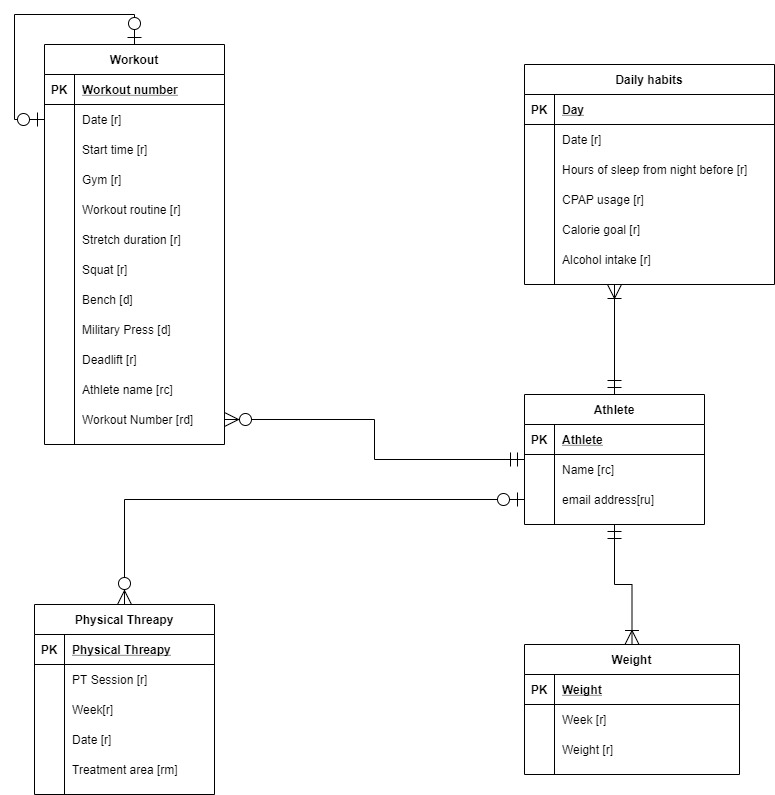 Workout
PK Workout number
Date [r]
Start time [r]
Gym [r]
Workout routine [r]
Stretch duration [r]
Squat [r]
Bench [d]
Military Press [d]
Deadlift [r]
Athlete name [rc]
Workout Number [rd]
Daily habits
PK Day
Date [r]
Hours of sleep from night before [r]
CPAP usage [r]
Calorie goal [r]
Alcohol intake [r]
Athlete
PK Athlete
Name [rc]
email address[ru]
Physical Threapy
PK Physical Threapy
PT Session [r]
Week[r]
Date [r]
Treatment area [rm]
Weight
PK Weight
Week [r]
Weight [r]